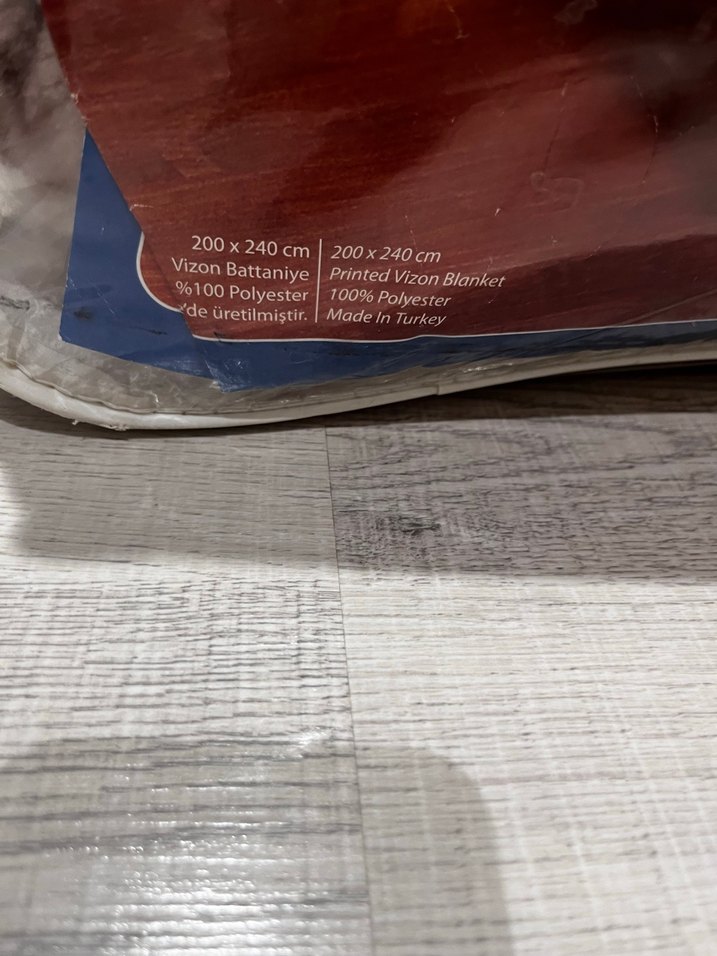 200 x 240 cm
Vizon Battaniye
%100 Polyester
'de üretilmiştir.
200 x 240 cm
Printed Vizon Blanket
100% Polyester
Made In Turkey